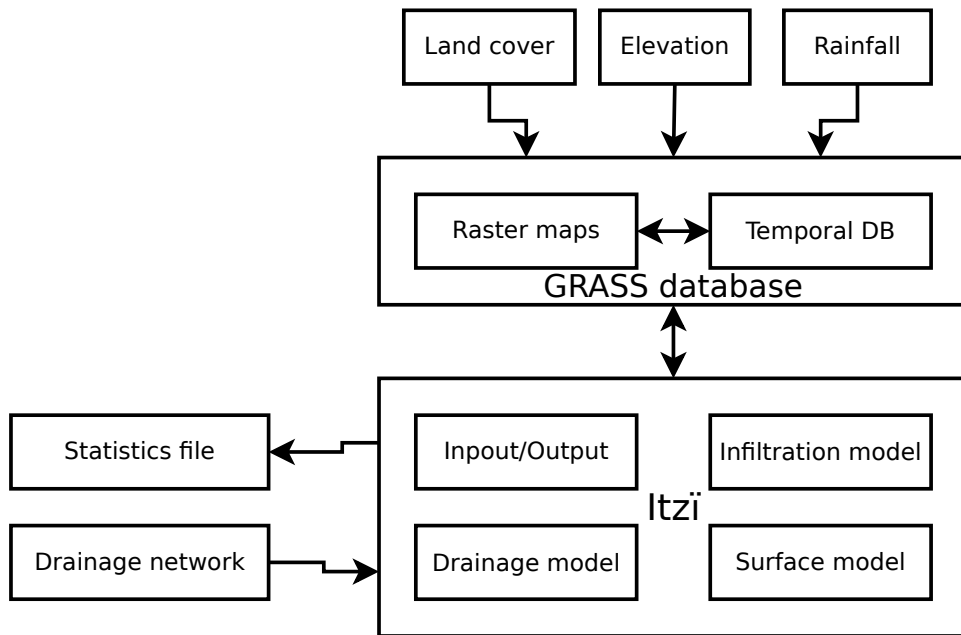 Land cover
Elevation
Rainfall
Raster maps
Temporal DB
GRASS database
Statistics file
Inpout/Output
Infiltration model
Itzï
Drainage network
Drainage model
Surface model